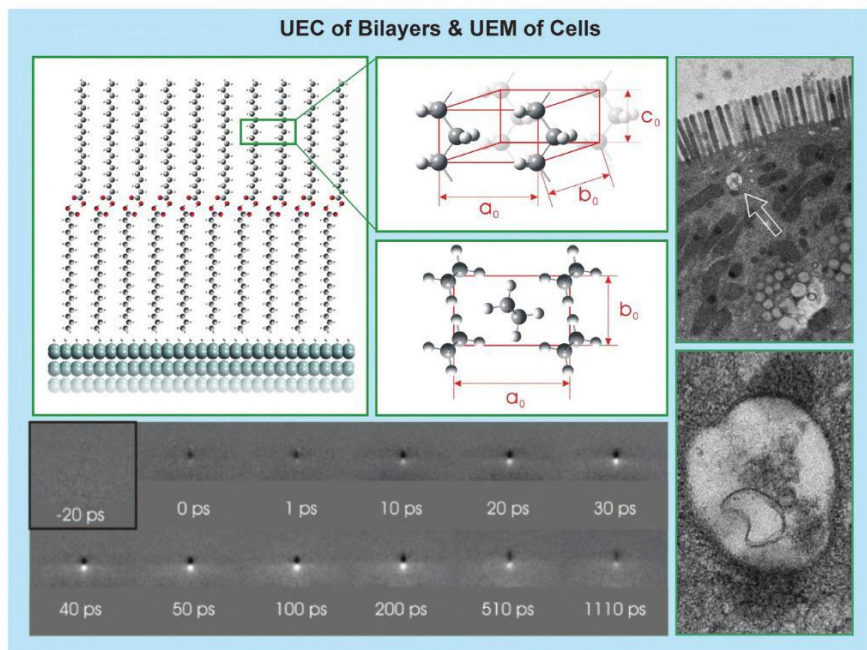 UEC of Bilayers & UEM of Cells
c₀
a₀
b₀
b₀
a₀
-20 ps
0 ps
1 ps
10 ps
20 ps
30 ps
40 ps
50 ps
100 ps
200 ps
510 ps
1110 ps